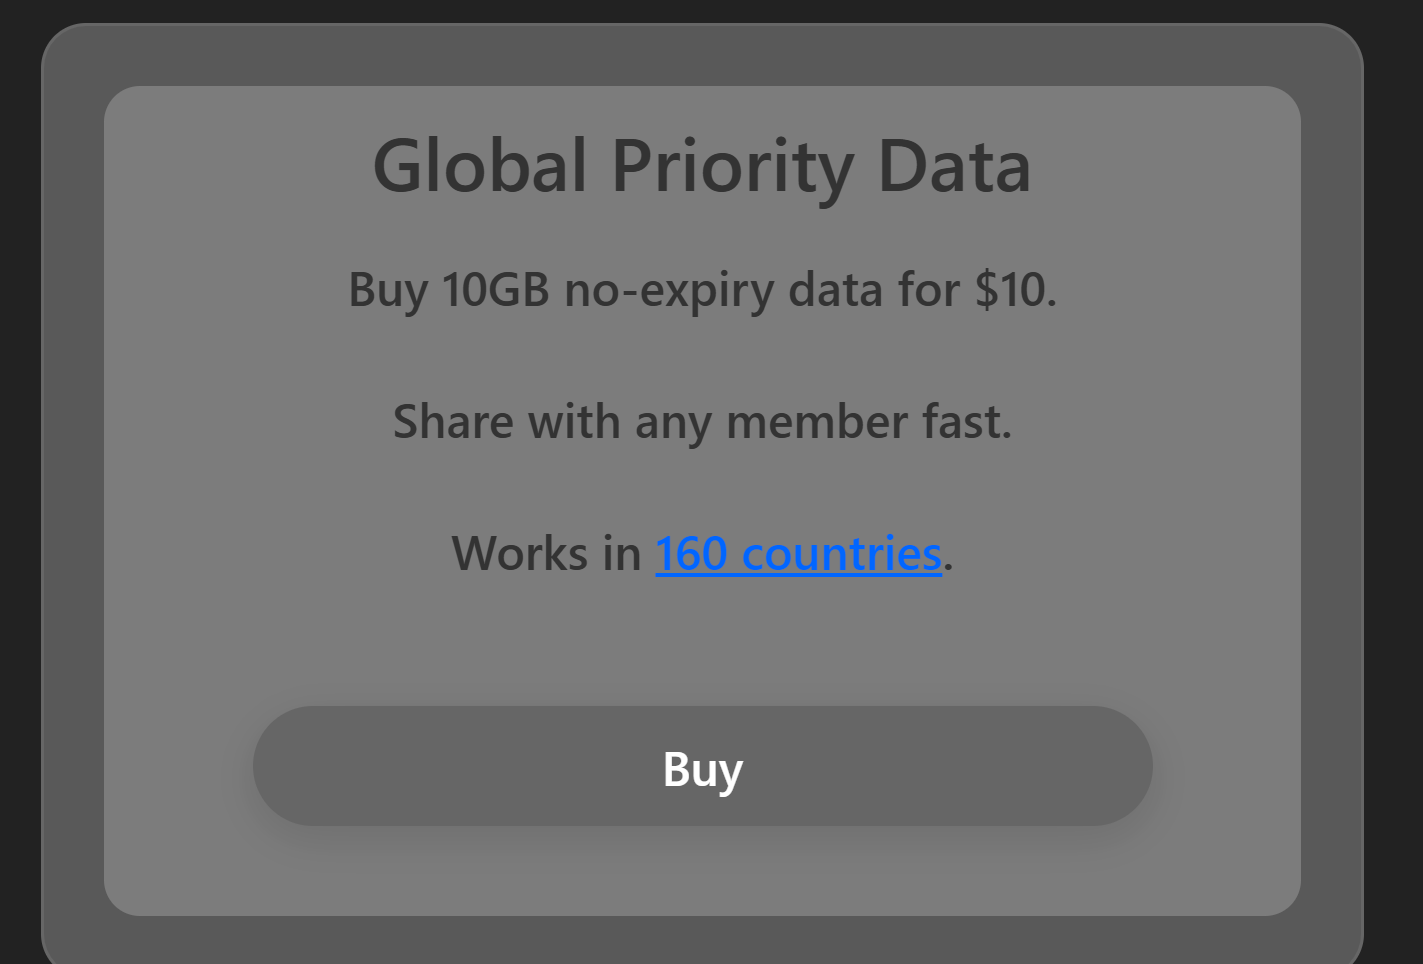 Global Priority Data
Buy 10GB no-expiry data for $10.
Share with any member fast.
Works in 160 countries.
Buy